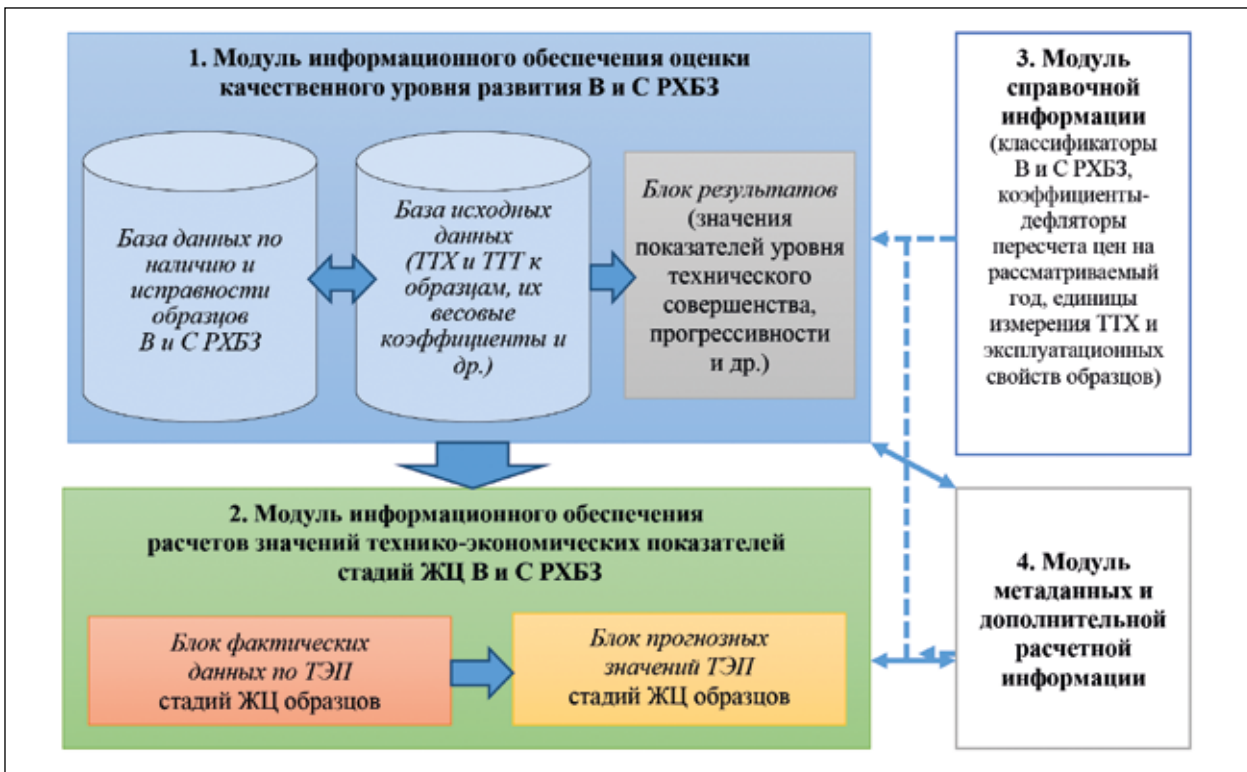 1. Модуль информационного обеспечения оценки
качественного уровня развития В и С РХБЗ
База данных по
наличию и
исправности
образцов
В и С РХБЗ
База исходных
данных
(ТТХ и ТТТ к
образцам, их
весовые
коэффициенты и
др.)
Блок результатов
(значения
показателей уровня
технического
совершенства,
прогрессивности
и др.)
3. Модуль
справочной
информации
(классификаторы
В и С РХБЗ,
коэффициенты-
дефляторы
пересчета цен на
рассматриваемый
год, единицы
измерения ТТХ и
эксплуатационных
свойств образцов)
2. Модуль информационного обеспечения
расчетов значений технико-экономических показателей
стадий ЖЦ В и С РХБЗ
Блок фактических
данных по ТЭП
стадий ЖЦ образцов
Блок прогнозных
значений ТЭП
стадий ЖЦ образцов
4. Модуль
метаданных и
дополнительной
расчетной
информации